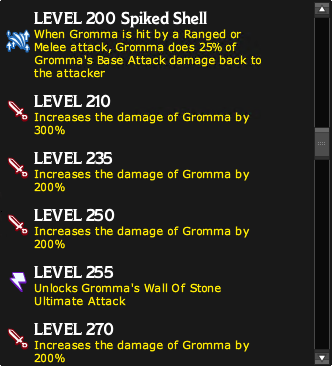 LEVEL 200 Spiked Shell
When Gromma is hit by a Ranged or
Melee attack, Gromma does 25% of
Gromma's Base Attack damage back to
the attacker
LEVEL 210
Increases the damage of Gromma by
300%
LEVEL 235
Increases the damage of Gromma by
200%
LEVEL 250
Increases the damage of Gromma by
200%
LEVEL 255
Unlocks Gromma's Wall Of Stone
Ultimate Attack
LEVEL 270
Increases the damage of Gromma by
200%